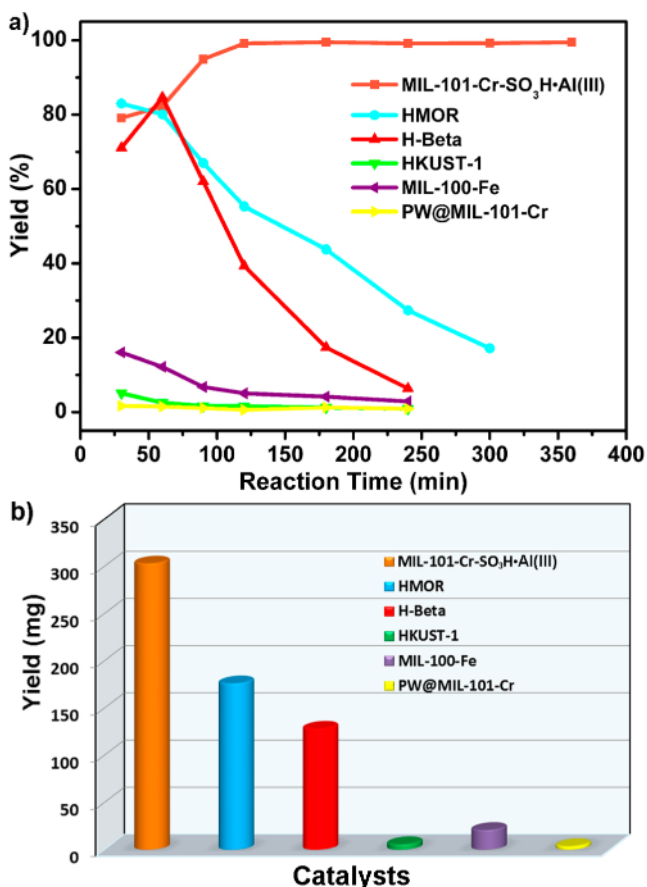 a)
100
80
60
40
20
0
Yield (%)
MIL-101-Cr-SO₃H•Al(III)
HMOR
H-Beta
HKUST-1
MIL-100-Fe
PW@MIL-101-Cr
0 50 100 150 200 250 300 350 400
Reaction Time (min)
b)
350
300
250
200
150
100
50
0
Yield (mg)
MIL-101-Cr-SO₃H•Al(III)
HMOR
H-Beta
HKUST-1
MIL-100-Fe
PW@MIL-101-Cr
Catalysts